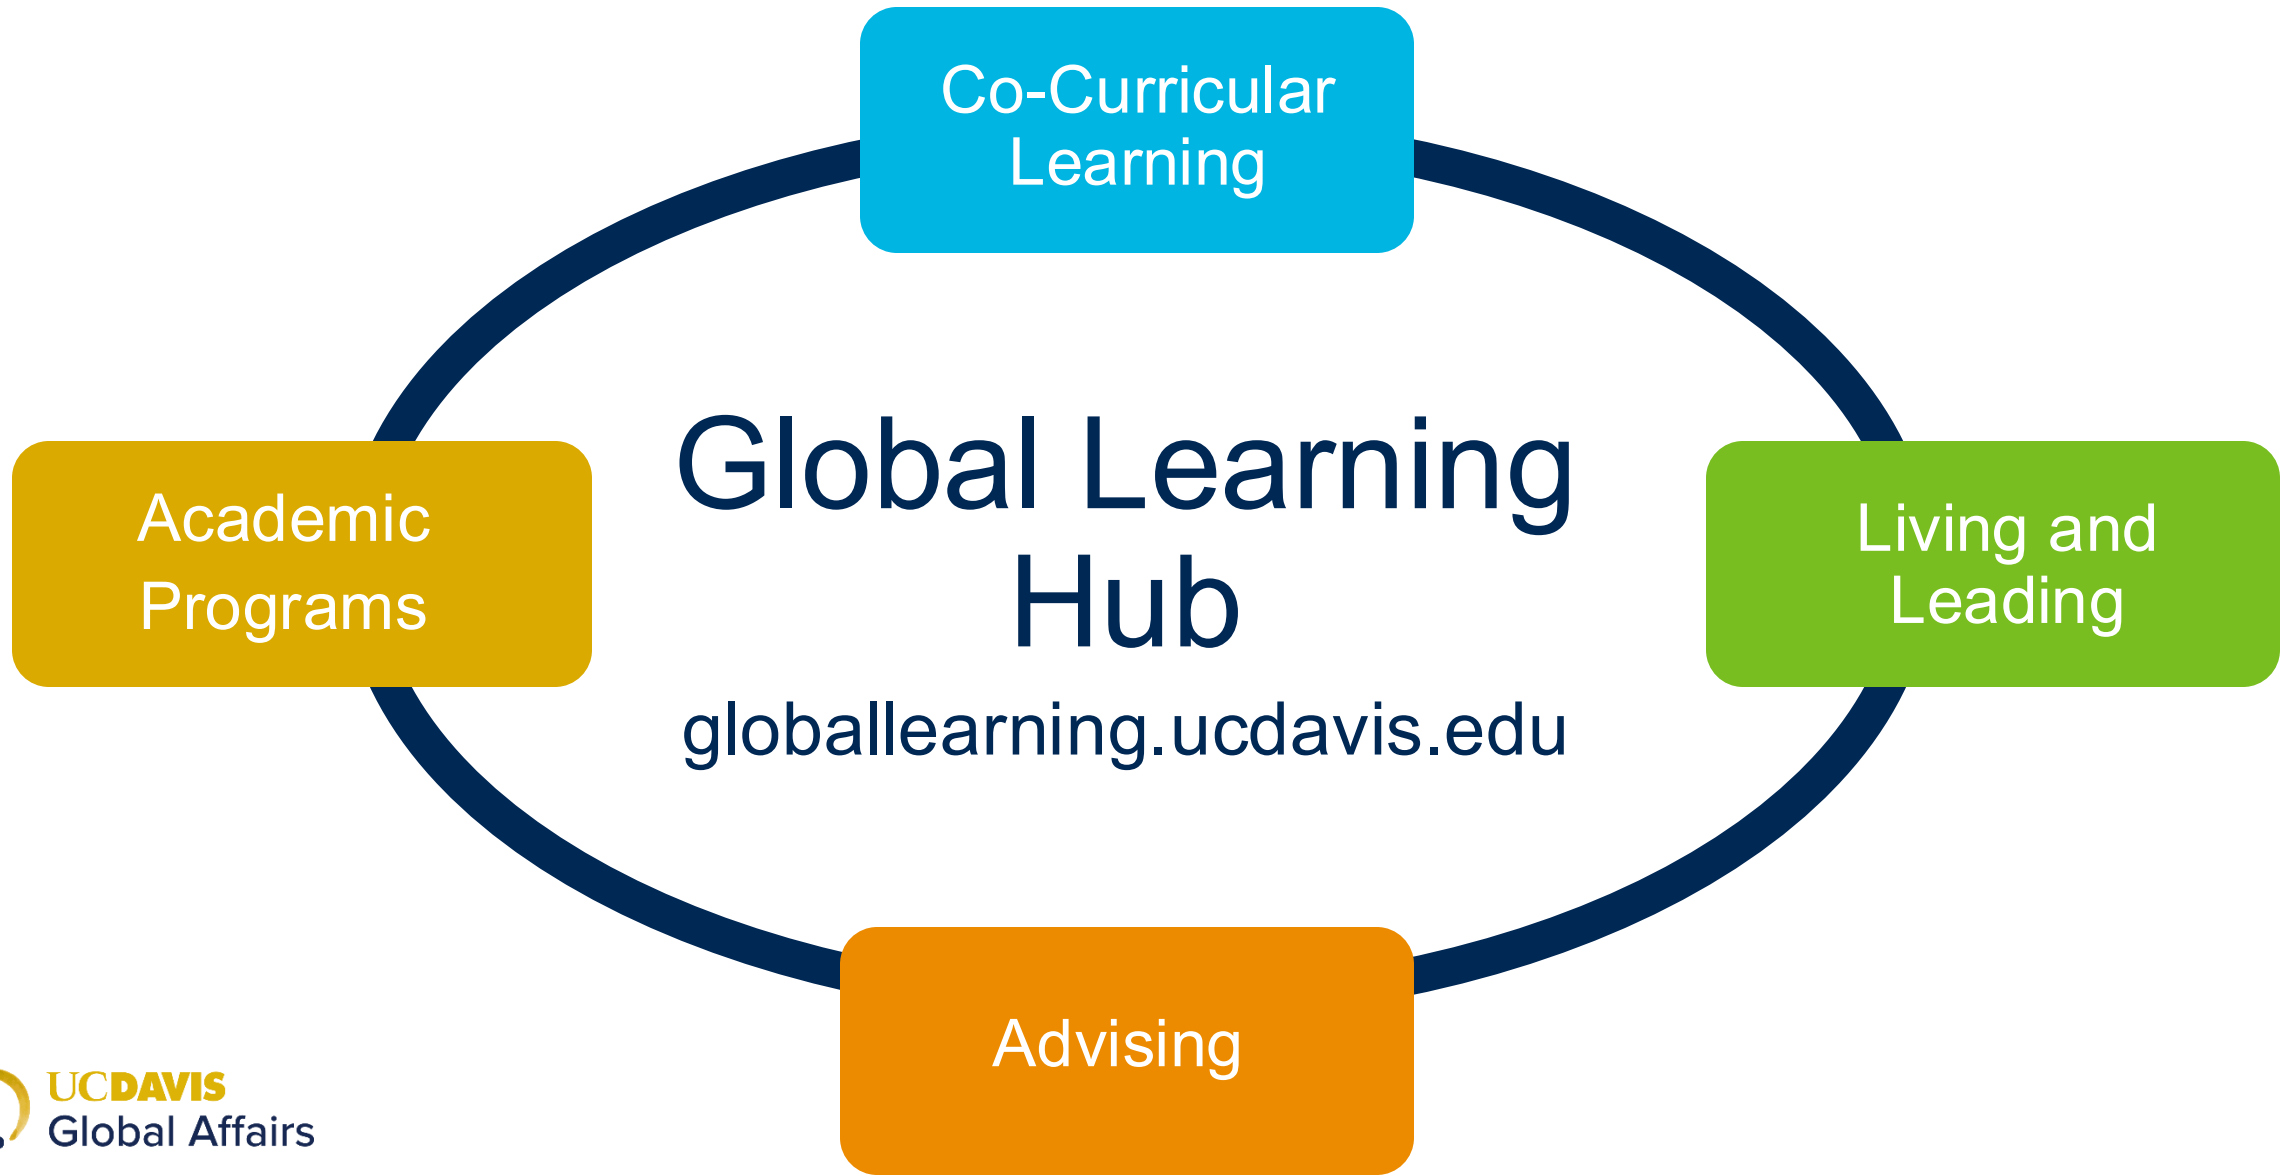 Co-Curricular
Learning
Global Learning
Hub
globallearning.ucdavis.edu
Academic
Programs
Living and
Leading
Advising
UCDAVIS
Global Affairs